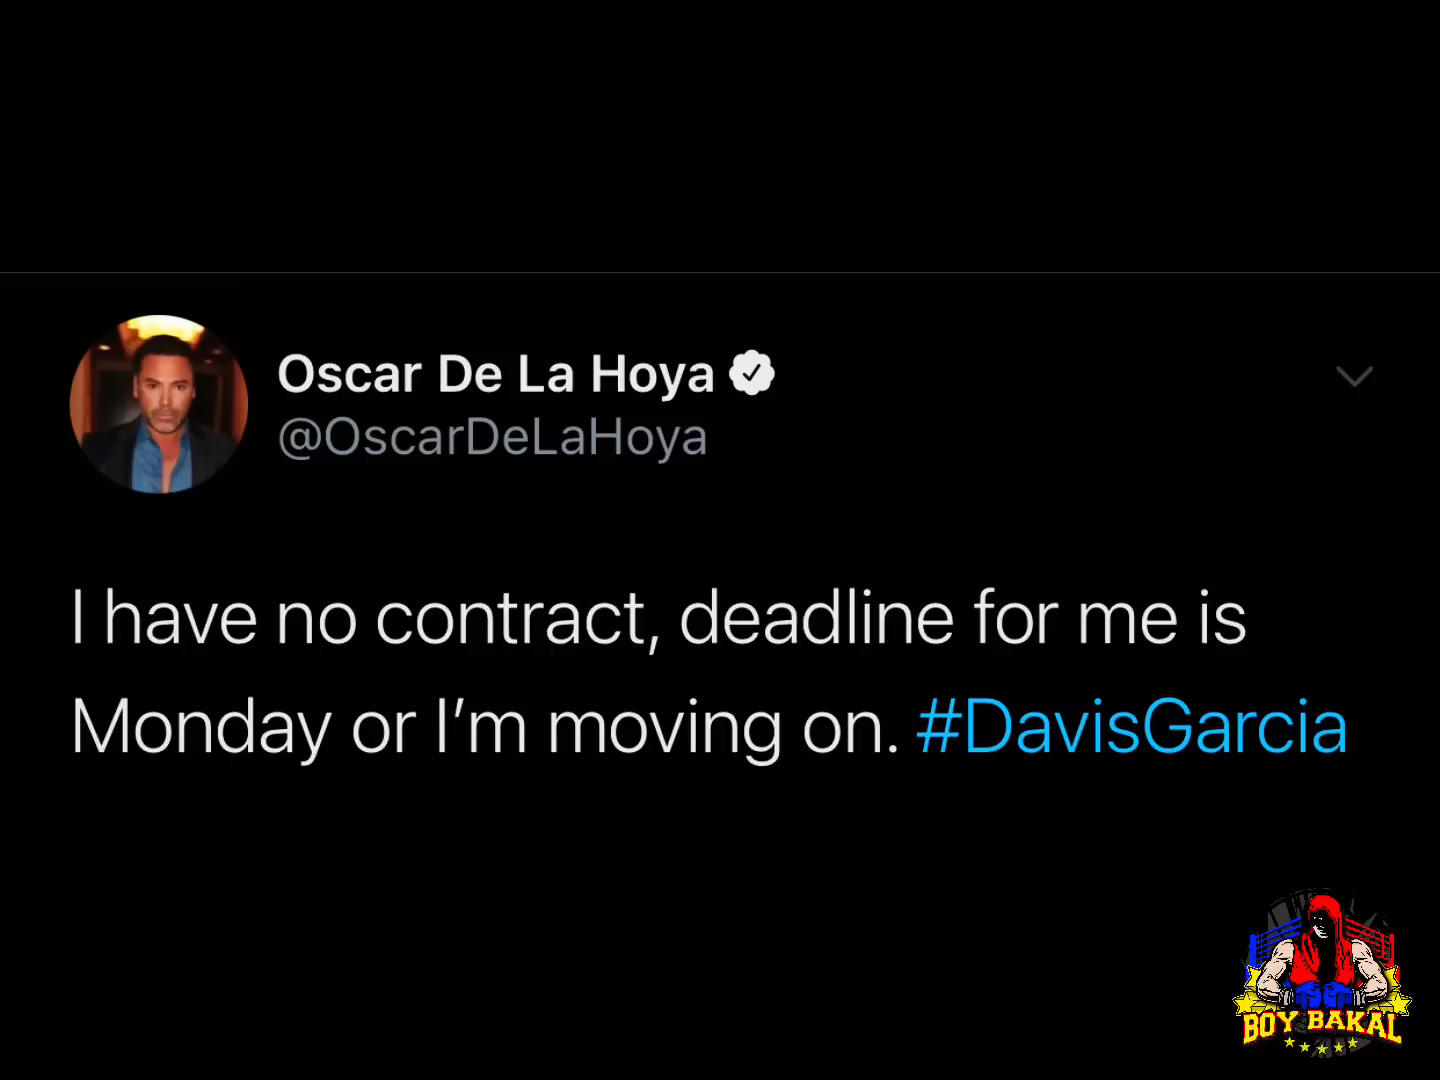 Oscar De La Hoya
@OscarDeLaHoya
I have no contract, deadline for me is
Monday or I’m moving on. #DavisGarcia
BOY BAKAL